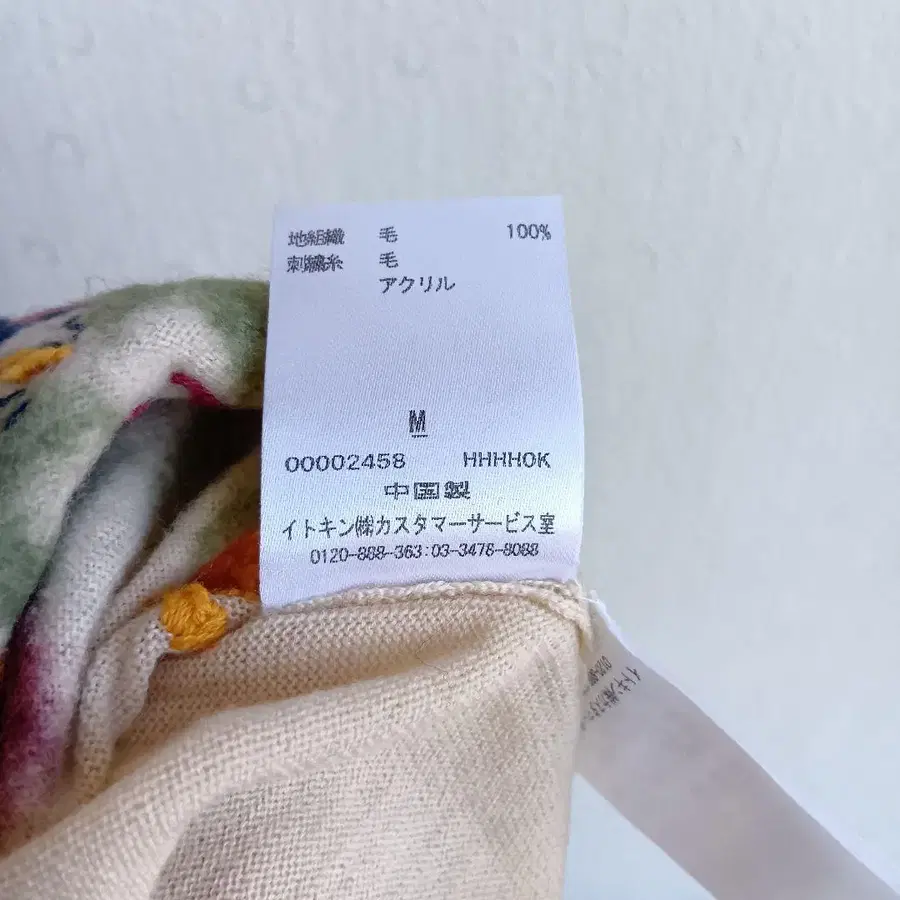 地組織 毛 100%
刺繍糸 毛
アクリル
M
00002458 HHHHOK
中国製
イトキン㈱カスタマーサービス室
0120-888-363:03-3478-8088